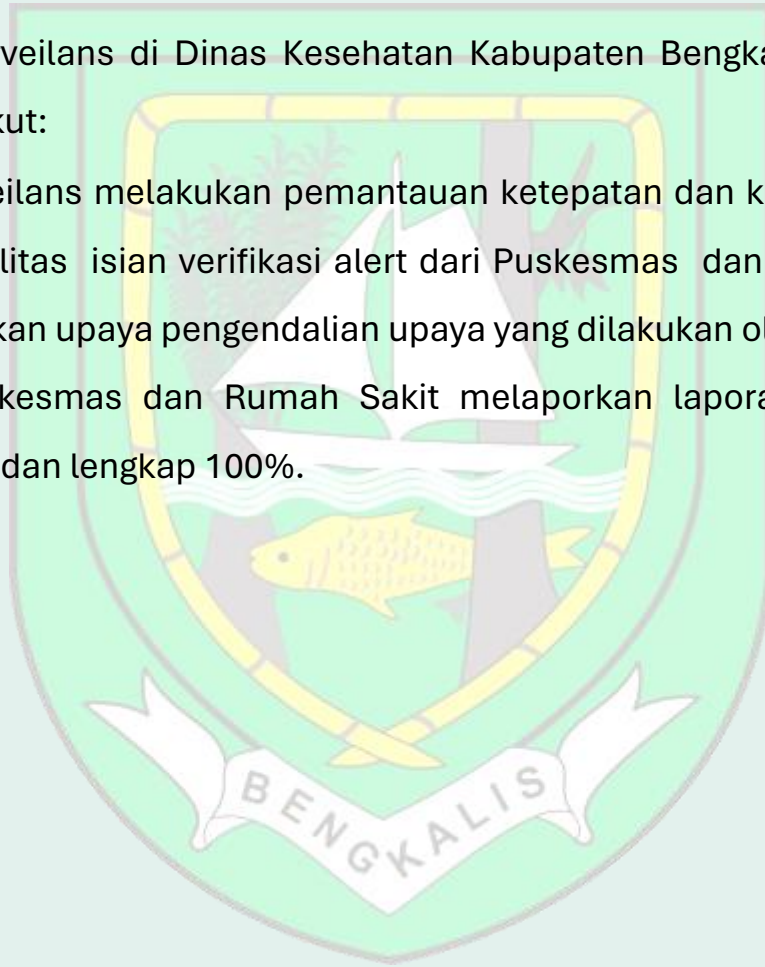 veilans di Dinas Kesehatan Kabupaten Bengka
kut:
eilans melakukan pemantauan ketepatan dan k
litas isian verifikasi alert dari Puskesmas dan
kan upaya pengendalian upaya yang dilakukan ol
kesmas dan Rumah Sakit melaporkan lapora
dan lengkap 100%.
BENGKALIS